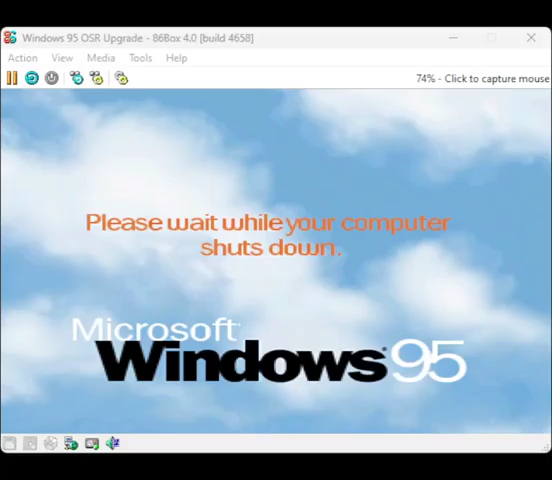 Windows 95 OSR Upgrade - 86Box 4.0 [build 4658]
Action View Media Tools Help
74% - Click to capture mouse
Please wait while your computer
shuts down.
Microsoft
Windows 95